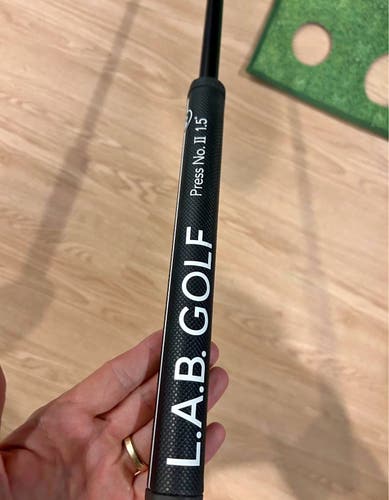 L.A.B. GOLF
Press No. II 1.5°